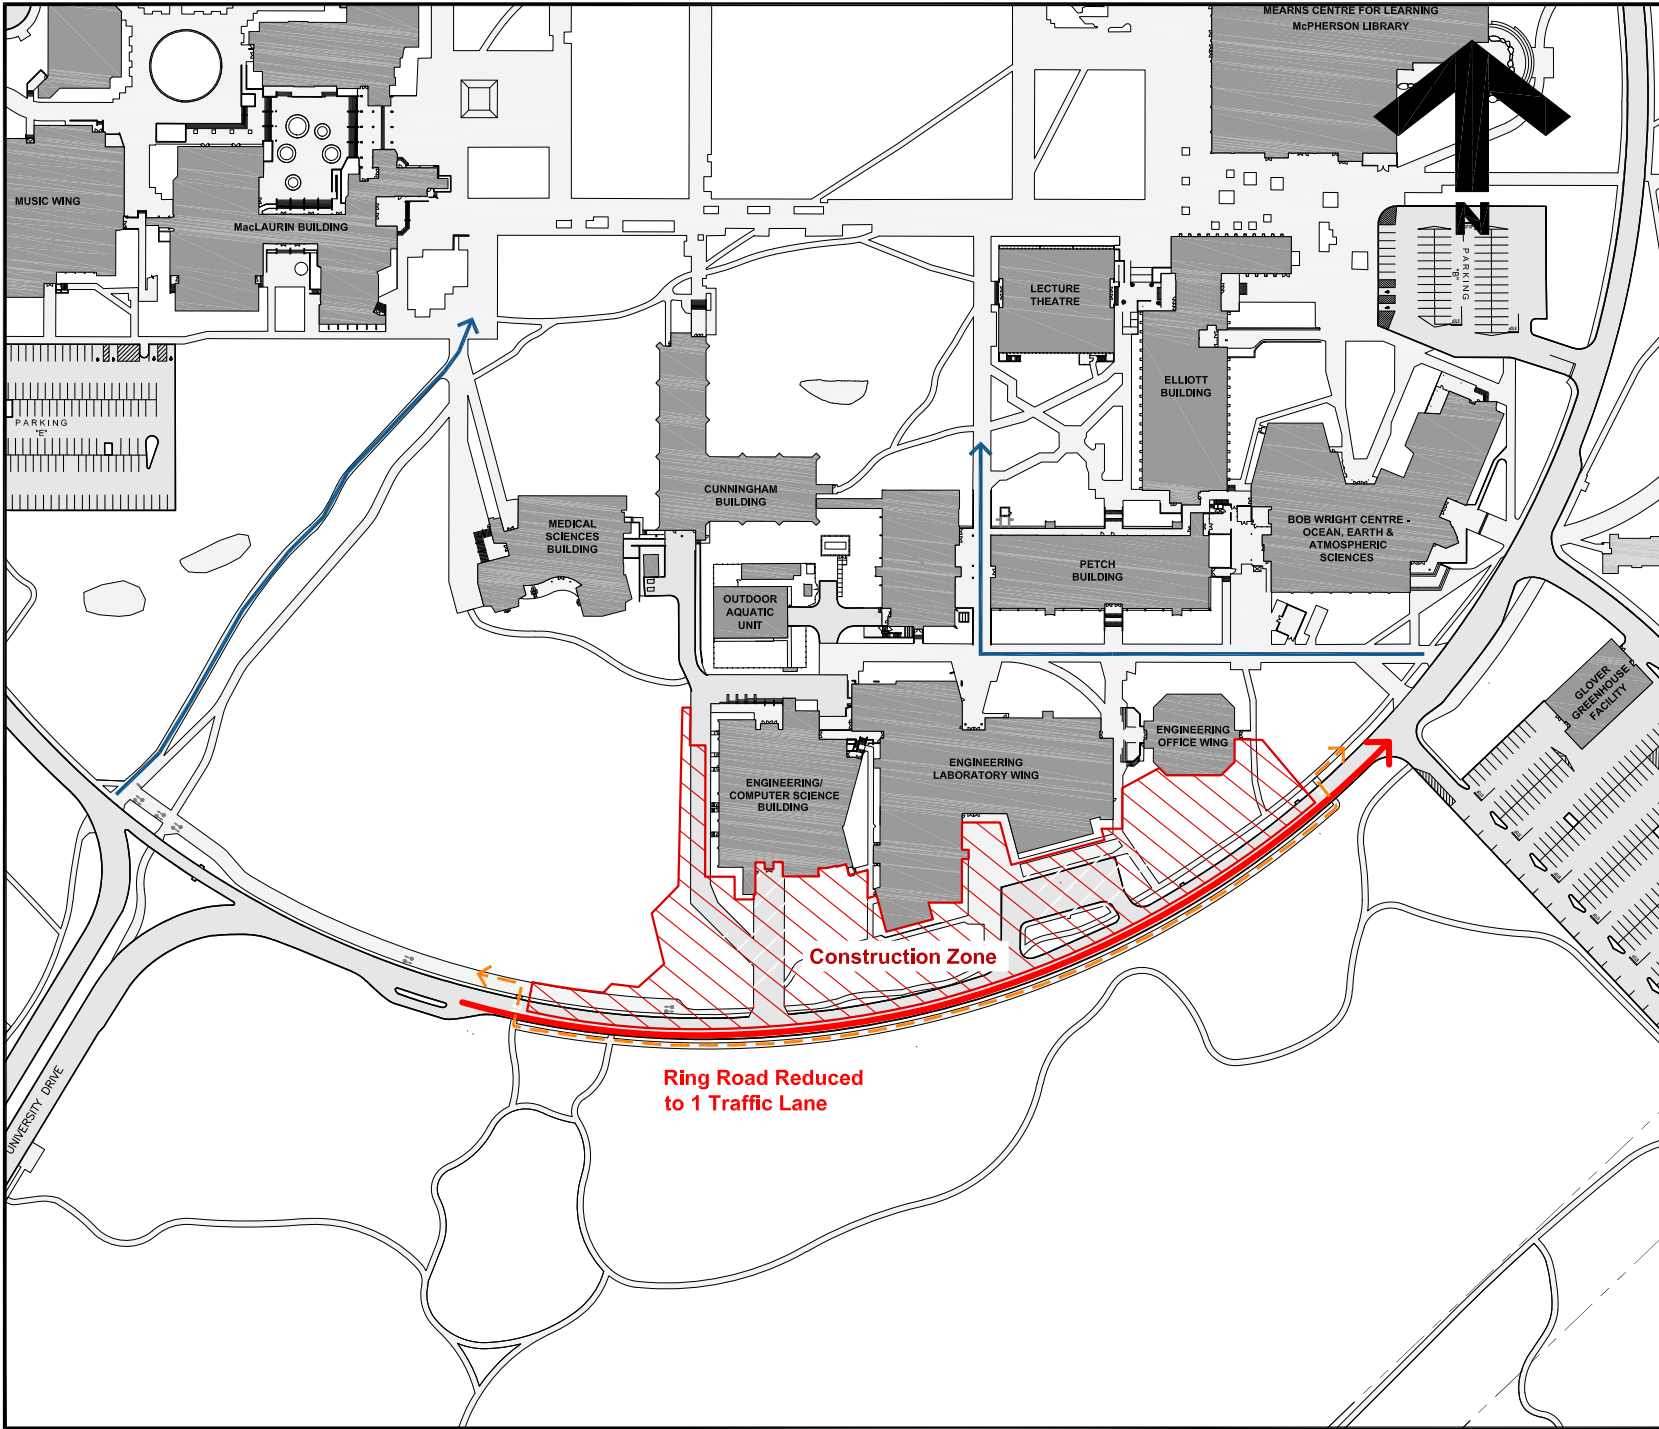 MEARNS CENTRE FOR LEARNING
McPHERSON LIBRARY
MUSIC WING
MacLAURIN BUILDING
N
PARKING
"B"
LECTURE
THEATRE
ELLIOTT
BUILDING
PARKING
"E"
CUNNINGHAM
BUILDING
MEDICAL
SCIENCES
BUILDING
BOB WRIGHT CENTRE -
OCEAN, EARTH &
ATMOSPHERIC
SCIENCES
PETCH
BUILDING
OUTDOOR
AQUATIC
UNIT
GLOVER
GREENHOUSE
FACILITY
ENGINEERING
OFFICE WING
ENGINEERING
LABORATORY WING
ENGINEERING/
COMPUTER SCIENCE
BUILDING
Construction Zone
Ring Road Reduced
to 1 Traffic Lane
UNIVERSITY DRIVE